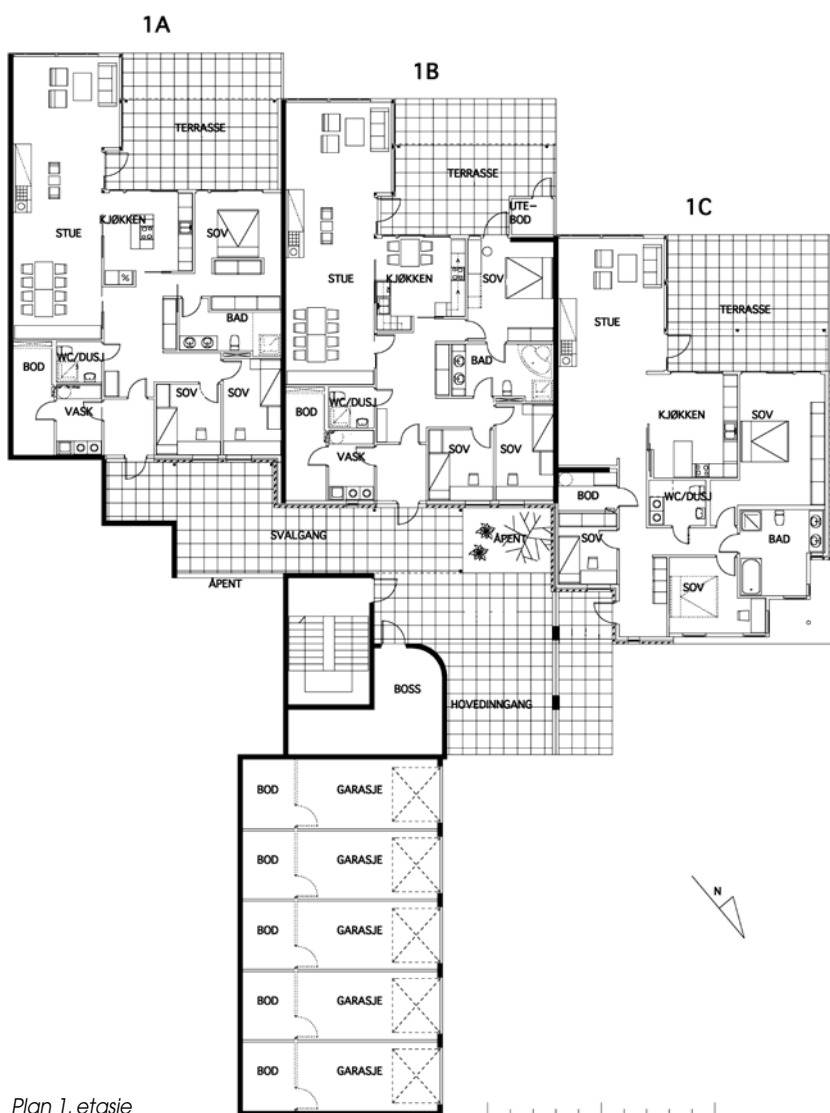 1A
1B
TERRASSE
TERRASSE
UTE-
BOD
1C
KJØKKEN
SOV
STUE
KJØKKEN
SOV
STUE
%
TERRASSE
STUE
BAD
WC/DUSJ
BOD
BAD
SOV
SOV
VASK
WC/DUSJ
BOD
KJØKKEN
SOV
SOV
SOV
VASK
BOD
WC/DUSJ
SVALGANG
ÅPENT
SOV
BAD
ÅPENT
SOV
BOSS
HOVEDINNGANG
BOD GARASJE
BOD GARASJE
N
BOD GARASJE
BOD GARASJE
BOD GARASJE
Plan 1. etasje